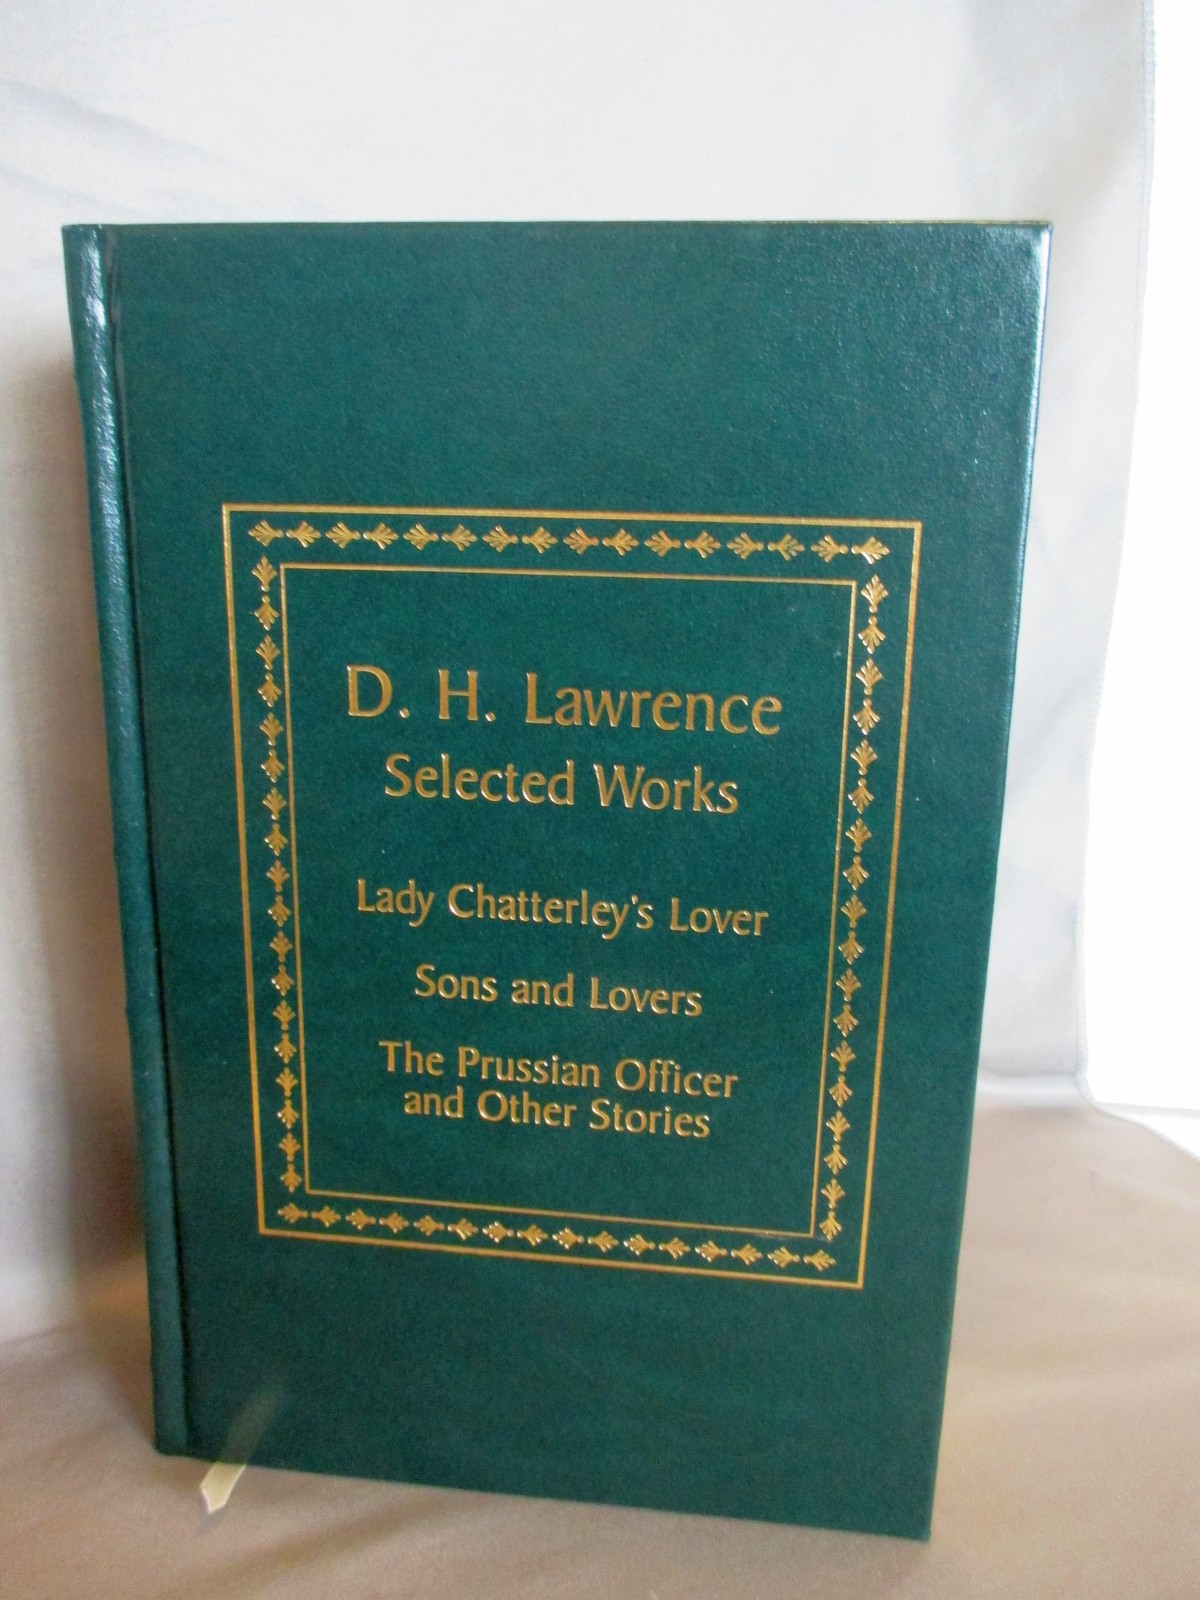 D. H. Lawrence
Selected Works
Lady Chatterley's Lover
Sons and Lovers
The Prussian Officer
and Other Stories